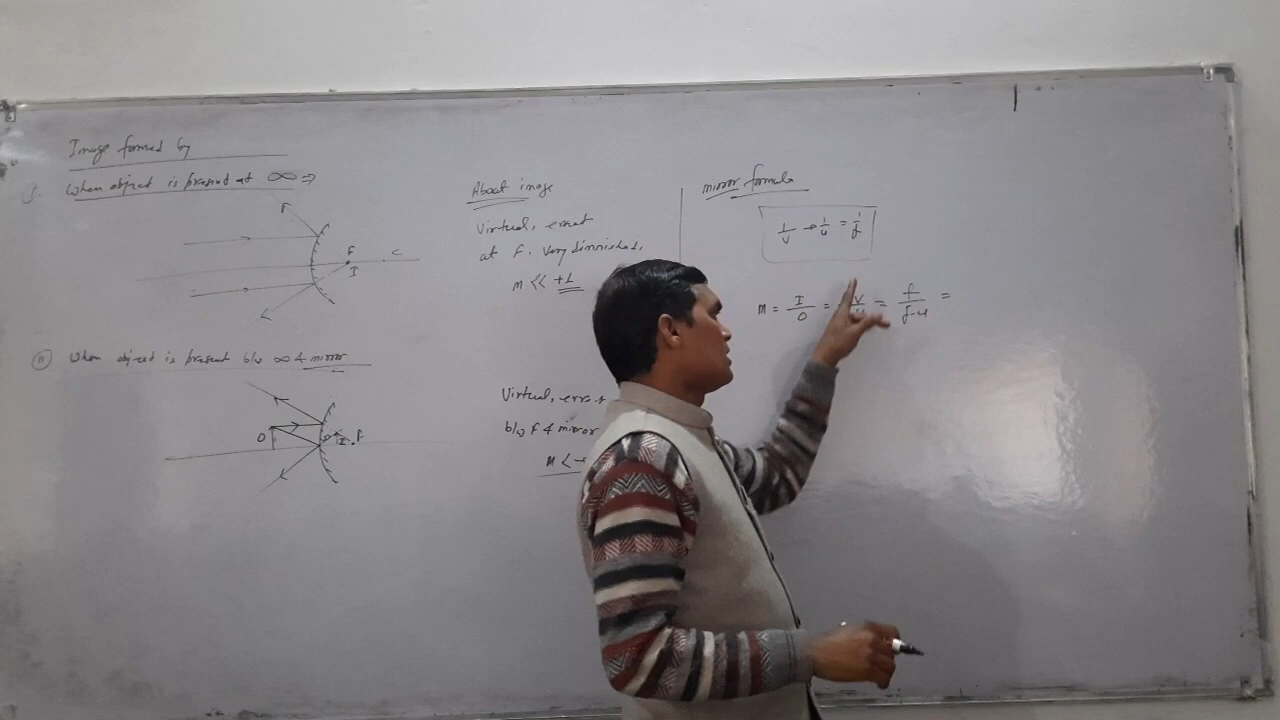 Image formed by
I. When object is present at ∞ ⇒
F
I
C
About image
Virtual, erect
at F. Very diminished,
m << +1
mirror formula
1/v + 1/u = 1/f
m = I/O = -v/u = f/f-u =
II When object is present b/w ∞ & mirror
O
P
I
F
Virtual, erect
b/w F & mirror
m < +